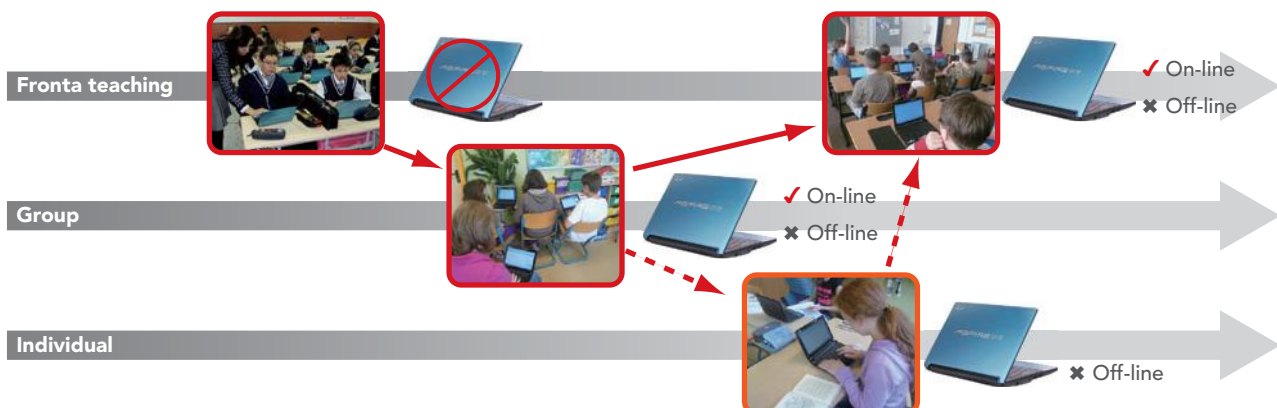 Fronta teaching
✓ On-line
✖ Off-line
Group
✓ On-line
✖ Off-line
Individual
✖ Off-line